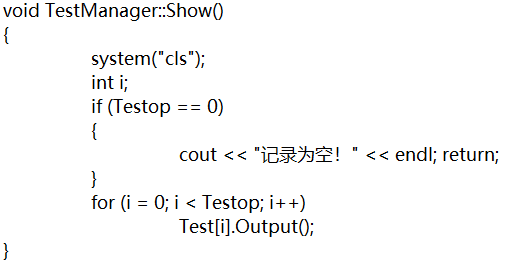 void TestManager::Show()
{
system("cls");
int i;
if (Testop == 0)
{
cout << "记录为空！" << endl; return;
}
for (i = 0; i < Testop; i++)
Test[i].Output();
}